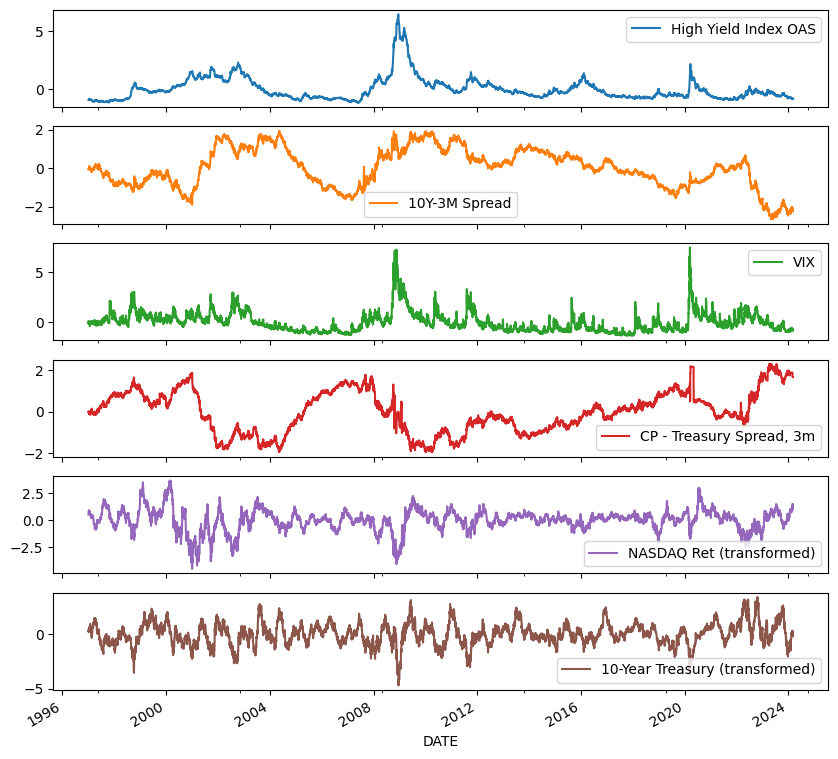 High Yield Index OAS
5
0
10Y-3M Spread
2
0
−2
VIX
5
0
CP - Treasury Spread, 3m
2
0
−2
NASDAQ Ret (transformed)
2.5
0.0
−2.5
10-Year Treasury (transformed)
0
−5
1996 2000 2004 2008 2012 2016 2020 2024
DATE